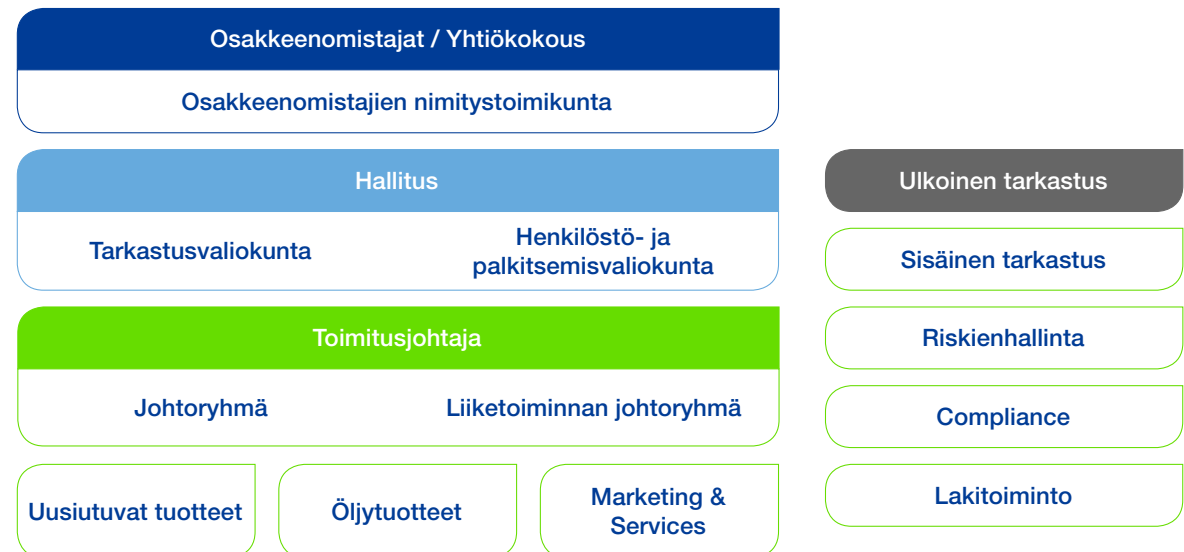 Osakkeenomistajat / Yhtiökokous
Osakkeenomistajien nimitystoimikunta
Hallitus
Tarkastusvaliokunta
Henkilöstö- ja
palkitsemisvaliokunta
Toimitusjohtaja
Johtoryhmä
Liiketoiminnan johtoryhmä
Uusiutuvat tuotteet
Öljytuotteet
Marketing &
Services
Ulkoinen tarkastus
Sisäinen tarkastus
Riskienhallinta
Compliance
Lakitoiminto